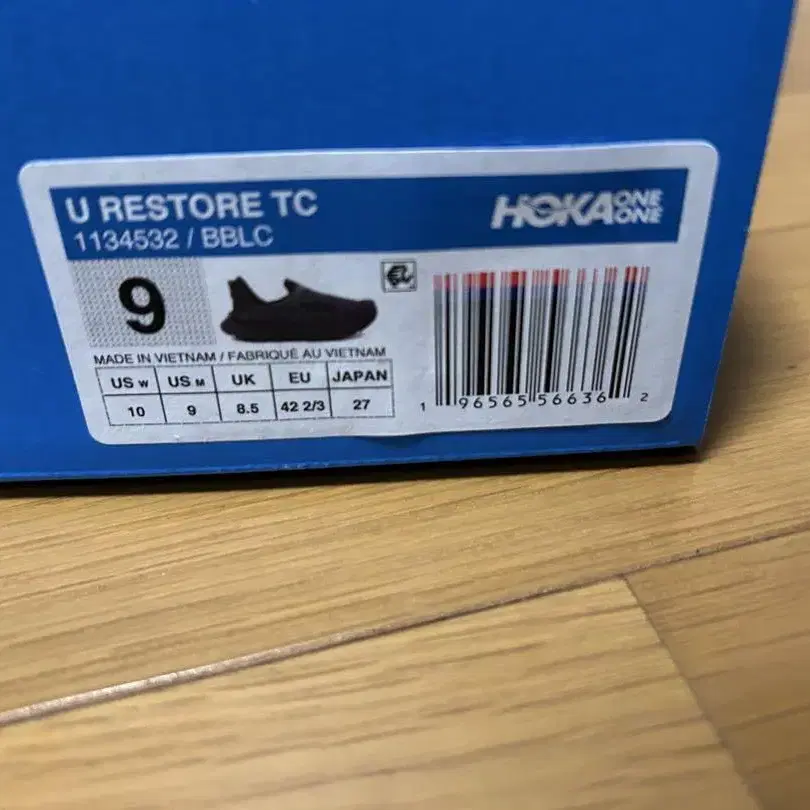 U RESTORE TC
HOKA ONE ONE
1134532 / BBLC
9
MADE IN VIETNAM / FABRIQUÉ AU VIETNAM
US W US M UK EU JAPAN
10 9 8.5 42 2/3 27
1 96565 56636 2